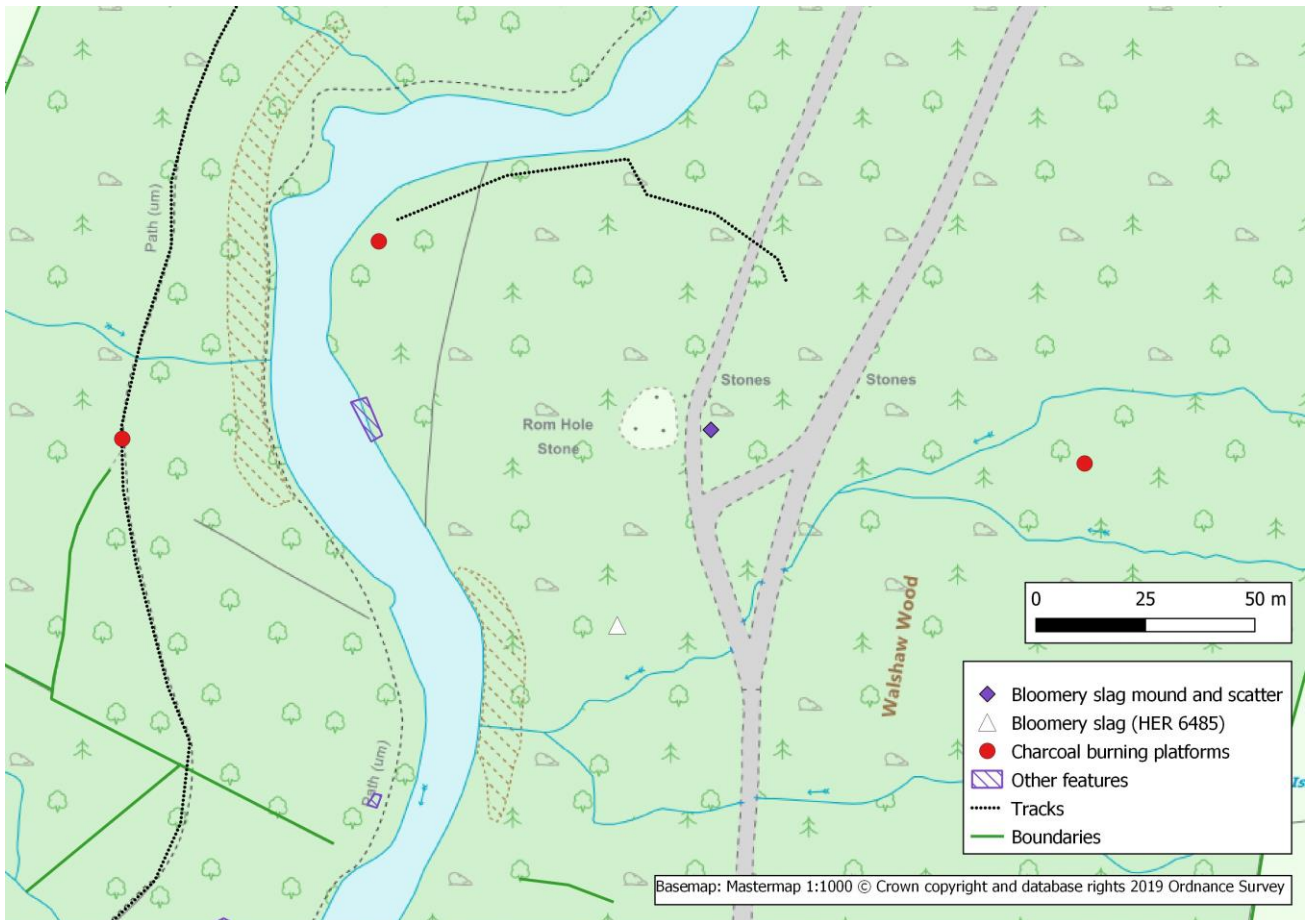 Path (um)
Stones
Stones
Rom Hole
Stone
Walshaw Wood
Path (um)
0 25 50 m
Bloomery slag mound and scatter
Bloomery slag (HER 6485)
Charcoal burning platforms
Other features
Tracks
Boundaries
Is
Basemap: Mastermap 1:1000 © Crown copyright and database rights 2019 Ordnance Survey